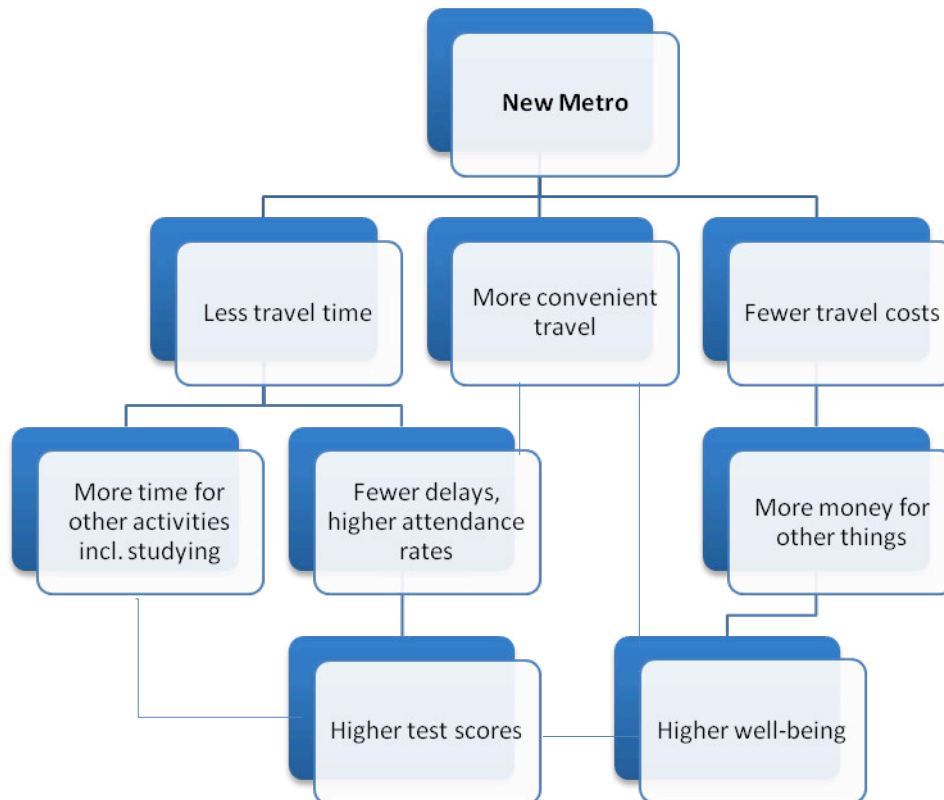 New Metro
Less travel time
More convenient
travel
Fewer travel costs
More time for
other activities
incl. studying
Fewer delays,
higher attendance
rates
More money for
other things
Higher test scores
Higher well-being